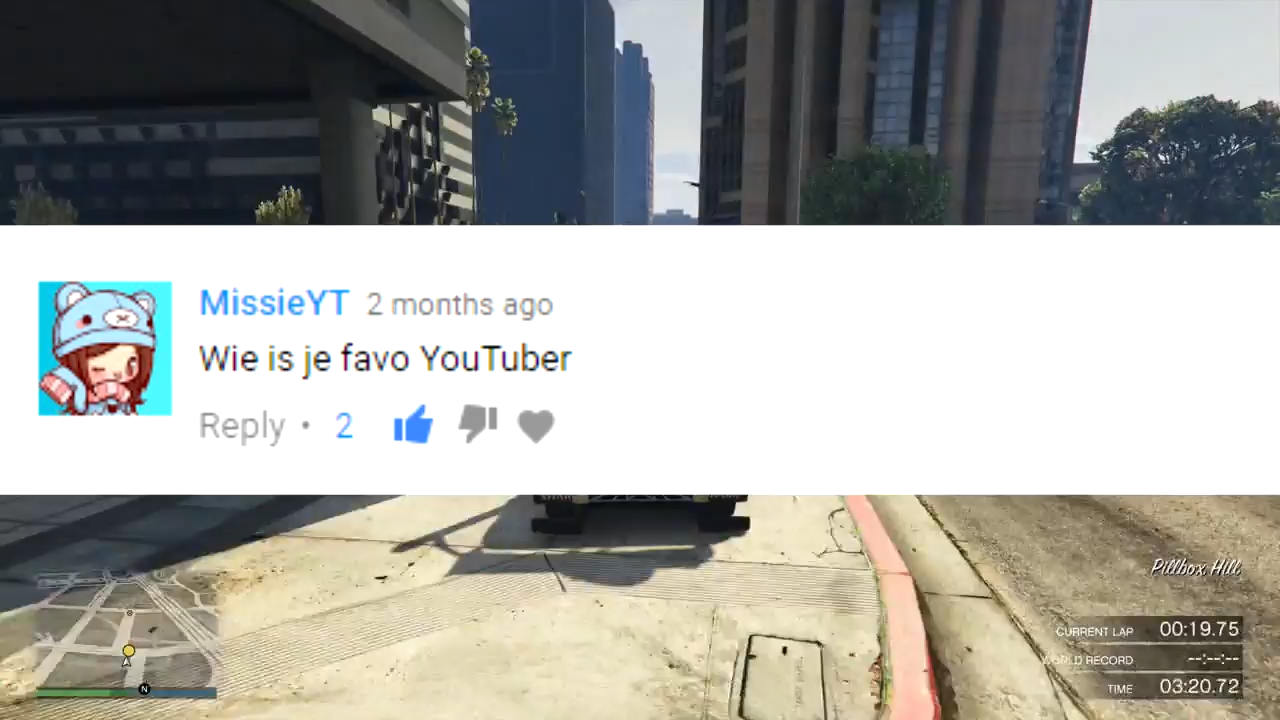 MissieYT 2 months ago
Wie is je favo YouTuber
Reply • 2
Pillbox Hill
CURRENT LAP 00:19.75
WORLD RECORD --:--:--
TIME 03:20.72
N